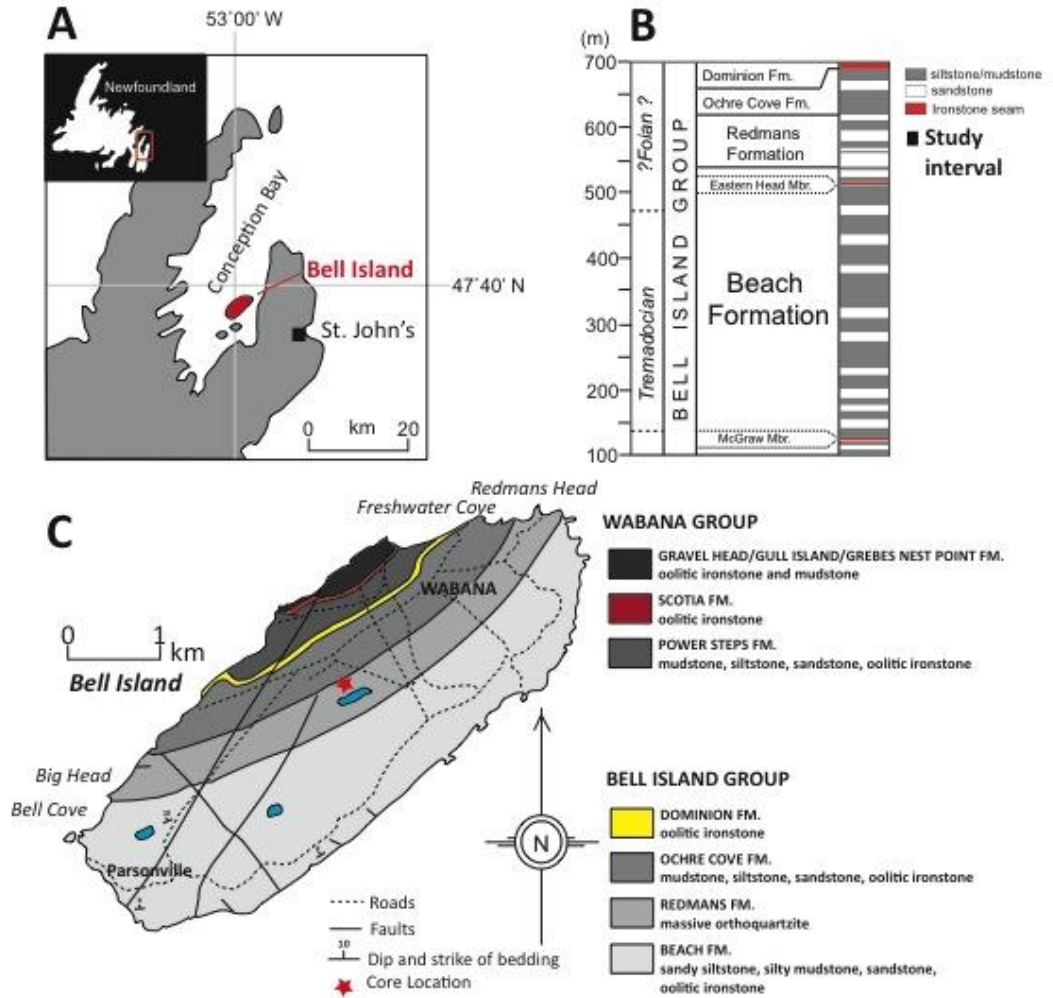 A
53°00' W
Newfoundland
Conception Bay
Bell Island
47°40' N
St. John's
0 km 20
B
(m)
700
600
500
400
300
200
100
?Foian ?
Tremadocian
BELL ISLAND GROUP
Dominion Fm.
Ochre Cove Fm.
Redmans
Formation
Eastern Head Mbr.
Beach
Formation
McGraw Mbr.
siltstone/mudstone
sandstone
Ironstone seam
Study
interval
C
Redmans Head
Freshwater Cove
WABANA
0 1
km
Bell Island
Big Head
Bell Cove
Parsonville
N
Roads
Faults
10
Dip and strike of bedding
Core Location
WABANA GROUP
GRAVEL HEAD/GULL ISLAND/GREBES NEST POINT FM.
oolitic ironstone and mudstone
SCOTIA FM.
oolitic ironstone
POWER STEPS FM.
mudstone, siltstone, sandstone, oolitic ironstone
BELL ISLAND GROUP
DOMINION FM.
oolitic ironstone
OCHRE COVE FM.
mudstone, siltstone, sandstone, oolitic ironstone
REDMANS FM.
massive orthoquartzite
BEACH FM.
sandy siltstone, silty mudstone, sandstone,
oolitic ironstone